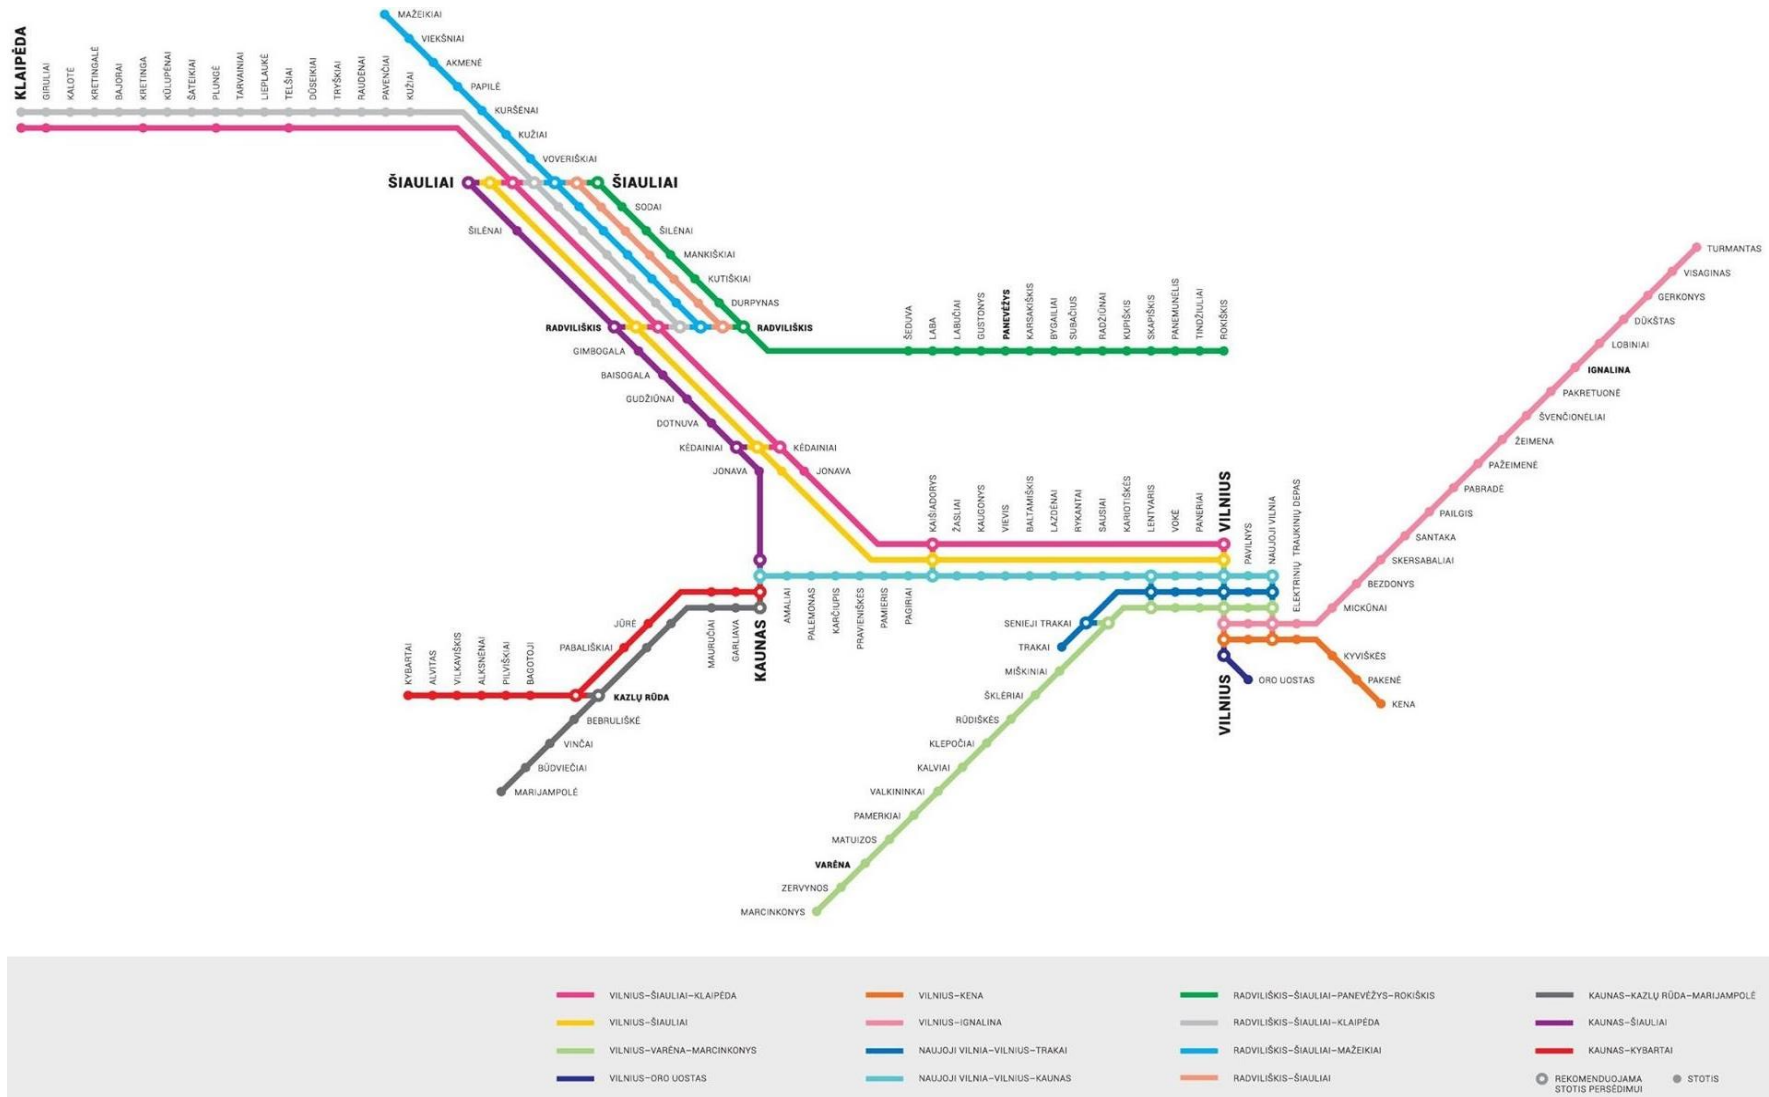 KLAIPĖDA
GIRULIAI
KALOTĖ
KRETINGALĖ
BAJORAI
KRETINGA
KŪLUPĖNAI
ŠATEIKIAI
PLUNGĖ
TARVAINIAI
LIEPLAUKĖ
TELŠIAI
DŪSEIKIAI
TRYŠKIAI
RAUDĖNAI
PAVENČIAI
KUŽIAI
MAŽEIKIAI
VIEKŠNIAI
AKMENĖ
PAPILĖ
KURŠĖNAI
KUŽIAI
VOVERIŠKIAI
ŠIAULIAI
ŠIAULIAI
SODAI
ŠILĖNAI
ŠILĖNAI
MANKIŠKIAI
KUTIŠKIAI
DURPYNAS
RADVILIŠKIS
RADVILIŠKIS
GIMBOGALA
BAISOGALA
GUDŽIŪNAI
DOTNUVA
KĖDAINIAI
KĖDAINIAI
JONAVA
JONAVA
ŠEDUVA
LABA
LABUČIAI
GUSTONYS
PANEVĖŽYS
KARSAKIŠKIS
BYGAILIAI
SUBAČIUS
RADŽIŪNAI
KUPIŠKIS
SKAPIŠKIS
PANEMUNĖLIS
TINDŽIULIAI
ROKIŠKIS
TURMANTAS
VISAGINAS
GERKONYS
DŪKŠTAS
LOBINIAI
IGNALINA
PAKRETUONĖ
ŠVENČIONĖLIAI
ŽEIMENA
PAŽEIMENĖ
PABRADĖ
PAILGIS
SANTAKA
SKERSABALIAI
BEZDONYS
MICKŪNAI
KAIŠIADORYS
ŽASLIAI
KAUGONYS
VIEVIS
BALTAMIŠKIS
LAZDĖNAI
RYKANTAI
SAUSIAI
KARIOTIŠKĖS
LENTVARIS
VOKĖ
PANERIAI
VILNIUS
PAVILNYS
NAUJOJI VILNIA
ELEKTRINIŲ TRAUKINIŲ DEPAS
AMALIAI
PALEMONAS
KARČIUPIS
PRAVIENIŠKĖS
PAMIERIS
PAGIRIAI
KAUNAS
MAURUČIAI
GARLIAVA
JŪRĖ
PABALIŠKIAI
KYBARTAI
ALVITAS
VILKAVIŠKIS
ALKSNĖNAI
PILVIŠKIAI
BAGOTOJI
KAZLŲ RŪDA
BEBRULIŠKĖ
VINČAI
BŪDVIEČIAI
MARIJAMPOLĖ
SENIEJI TRAKAI
TRAKAI
MIŠKINIAI
ŠKLĖRIAI
RŪDIŠKĖS
KLEPOČIAI
KALVIAI
VALKININKAI
PAMERKIAI
MATUIZOS
VARĖNA
ZERVYNOS
MARCINKONYS
VILNIUS
ORO UOSTAS
KYVIŠKĖS
PAKENĖ
KENA
VILNIUS–ŠIAULIAI–KLAIPĖDA
VILNIUS–ŠIAULIAI
VILNIUS–VARĖNA–MARCINKONYS
VILNIUS–ORO UOSTAS
VILNIUS–KENA
VILNIUS–IGNALINA
NAUJOJI VILNIA–VILNIUS–TRAKAI
NAUJOJI VILNIA–VILNIUS–KAUNAS
RADVILIŠKIS–ŠIAULIAI–PANEVĖŽYS–ROKIŠKIS
RADVILIŠKIS–ŠIAULIAI–KLAIPĖDA
RADVILIŠKIS–ŠIAULIAI–MAŽEIKIAI
RADVILIŠKIS–ŠIAULIAI
KAUNAS–KAZLŲ RŪDA–MARIJAMPOLĖ
KAUNAS–ŠIAULIAI
KAUNAS–KYBARTAI
REKOMENDUOJAMA
STOTIS PERSĖDIMUI
STOTIS